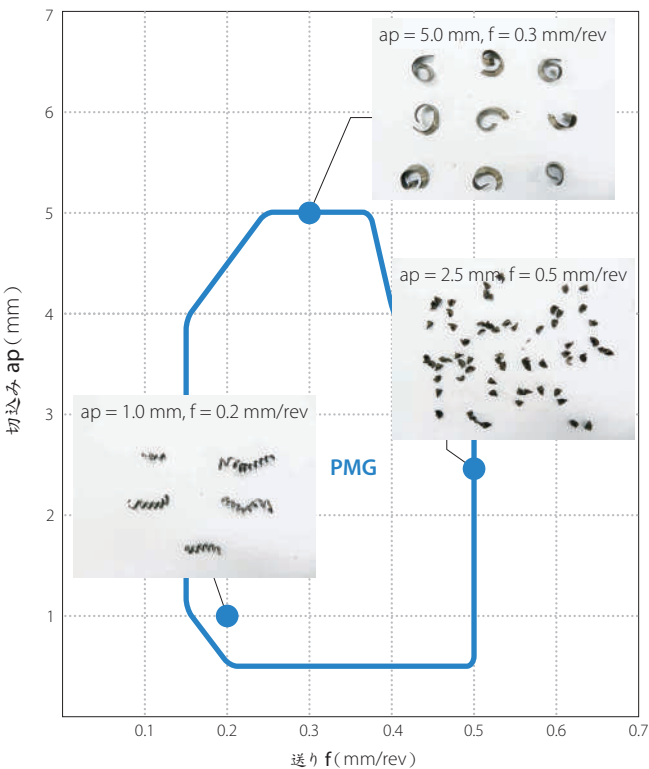 7
6
5
4
3
2
1
切込み ap ( mm )
ap = 5.0 mm, f = 0.3 mm/rev
ap = 2.5 mm, f = 0.5 mm/rev
ap = 1.0 mm, f = 0.2 mm/rev
PMG
0.1 0.2 0.3 0.4 0.5 0.6 0.7
送り f ( mm/rev )